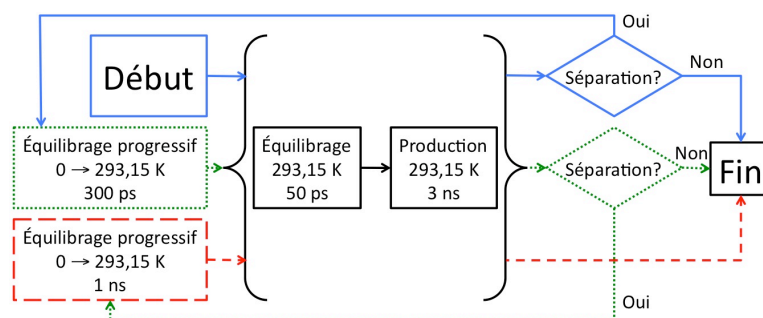 Oui
Début
Séparation?
Non
Équilibrage progressif
0 → 293,15 K
300 ps
Équilibrage
293,15 K
50 ps
Production
293,15 K
3 ns
Séparation?
Non
Fin
Équilibrage progressif
0 → 293,15 K
1 ns
Oui